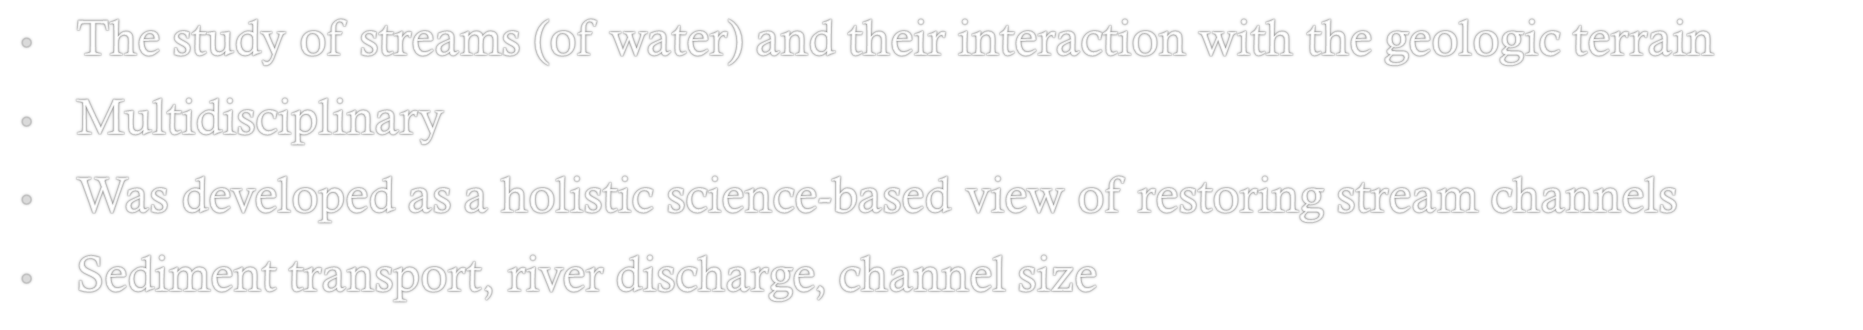 • The study of streams (of water) and their interaction with the geologic terrain
• Multidisciplinary
• Was developed as a holistic science-based view of restoring stream channels
• Sediment transport, river discharge, channel size